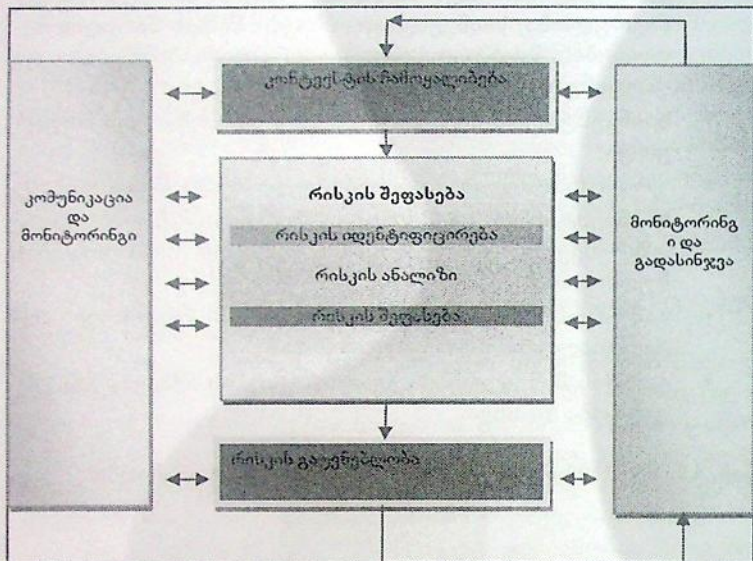 კონტექსტის ჩამოყალიბება
კომუნიკაცია
და
მონიტორინგი
რისკის შეფასება
რისკის იდენტიფიცირება
რისკის ანალიზი
რისკის შეფასება
მონიტორინგ
ი და
გადასინჯვა
რისკის გაუვნებლობა